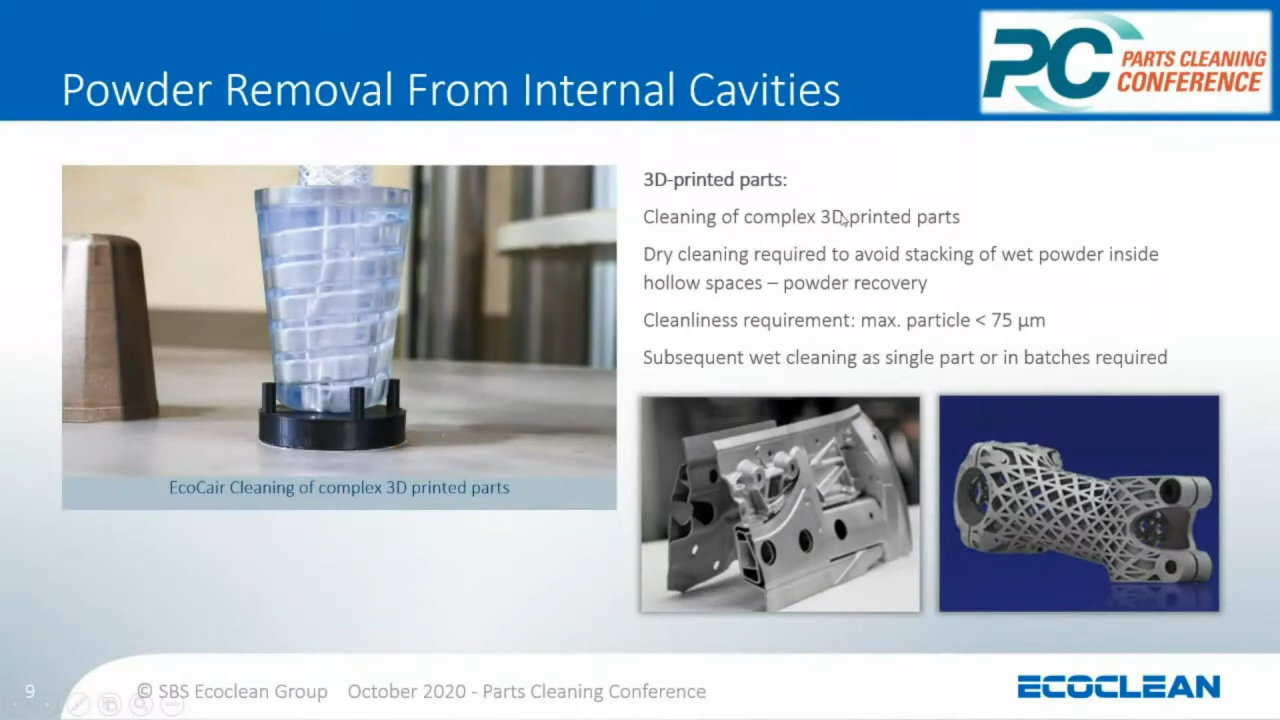 Powder Removal From Internal Cavities
PC PARTS CLEANING
CONFERENCE
3D-printed parts:
Cleaning of complex 3D-printed parts
Dry cleaning required to avoid stacking of wet powder inside
hollow spaces – powder recovery
Cleanliness requirement: max. particle < 75 µm
Subsequent wet cleaning as single part or in batches required
EcoCair Cleaning of complex 3D printed parts
9
© SBS Ecoclean Group October 2020 - Parts Cleaning Conference
ECOCLEAN